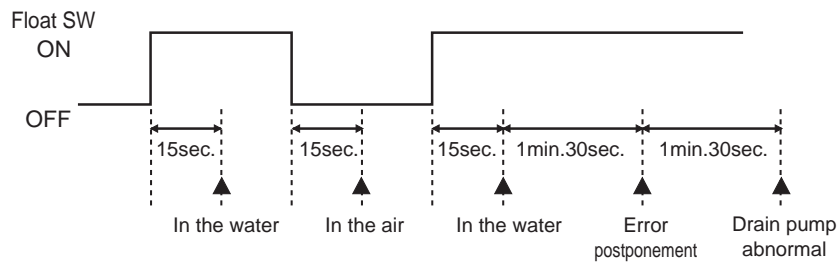 Float SW
ON
OFF
15sec. 15sec. 15sec. 1min.30sec. 1min.30sec.
In the water In the air In the water Error postponement Drain pump abnormal